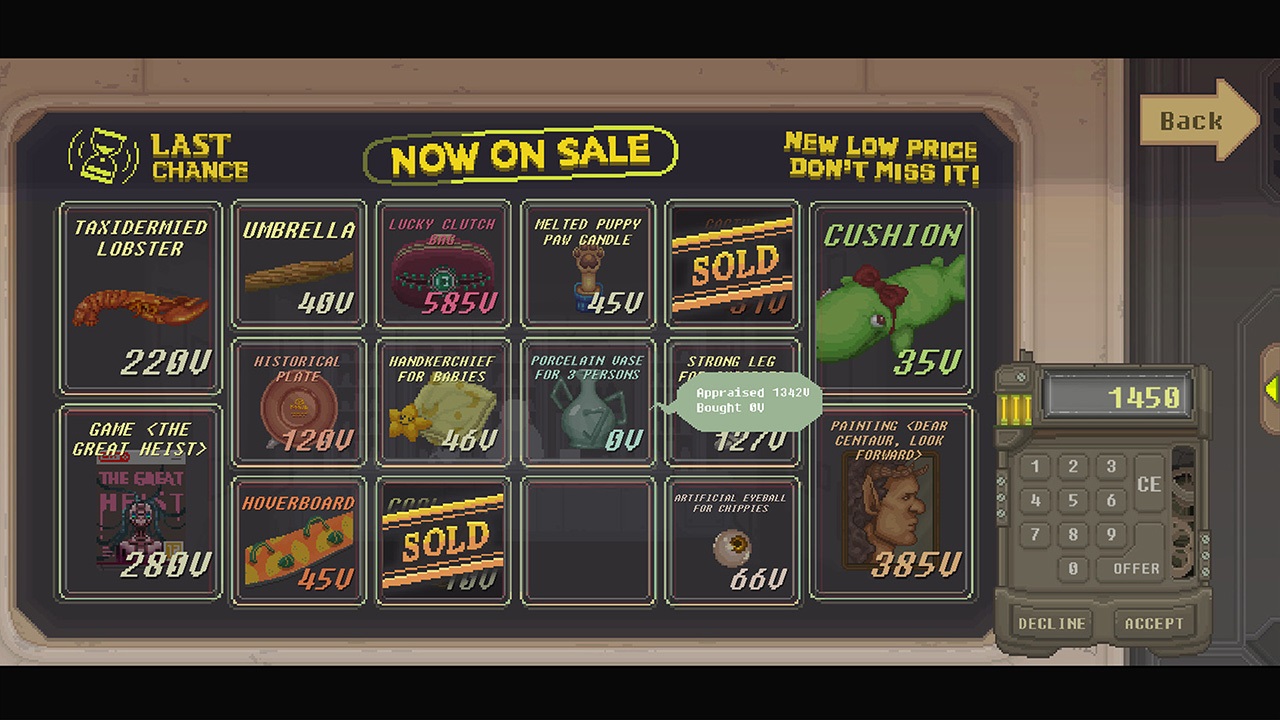 LAST
CHANCE
NOW ON SALE
NEW LOW PRICE
DON'T MISS IT!
Back
TAXIDERMIED
LOBSTER
220V
UMBRELLA
40V
LUCKY CLUTCH
BAG
585V
MELTED PUPPY
PAW CANDLE
45V
SOLD
CUSHION
35V
HISTORICAL
PLATE
120V
HANDKERCHIEF
FOR BABIES
46V
PORCELAIN VASE
FOR 3 PERSONS
0V
STRONG LEG
127V
Appraised 1342V
Bought 0V
GAME <THE
GREAT HEIST>
THE GREAT
HEIST
280V
HOVERBOARD
45V
SOLD
ARTIFICIAL EYEBALL
FOR CHIPPIES
66V
PAINTING <DEAR
CENTAUR, LOOK
FORWARD>
385V
1450
1 2 3 CE
4 5 6
7 8 9
0 OFFER
DECLINE ACCEPT